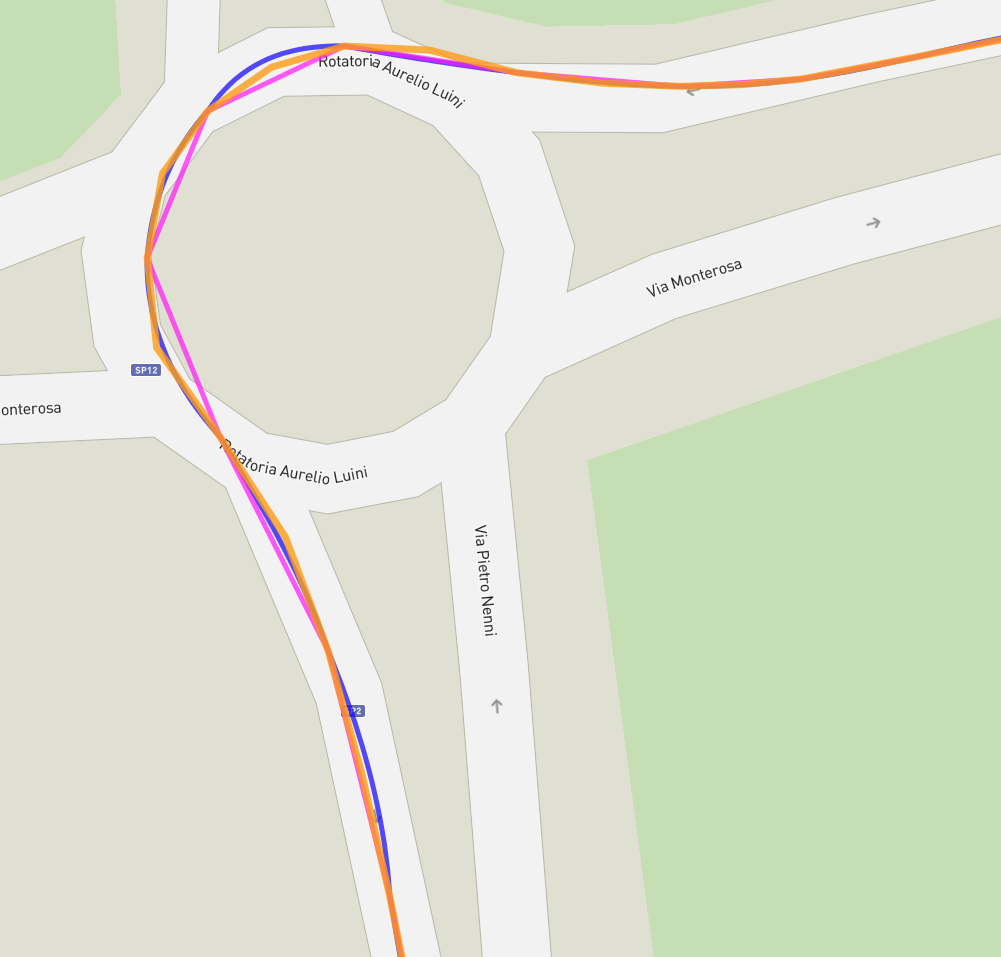 Rotatoria Aurelio Luini
Via Monterosa
SP12
onterosa
Rotatoria Aurelio Luini
Via Pietro Nenni